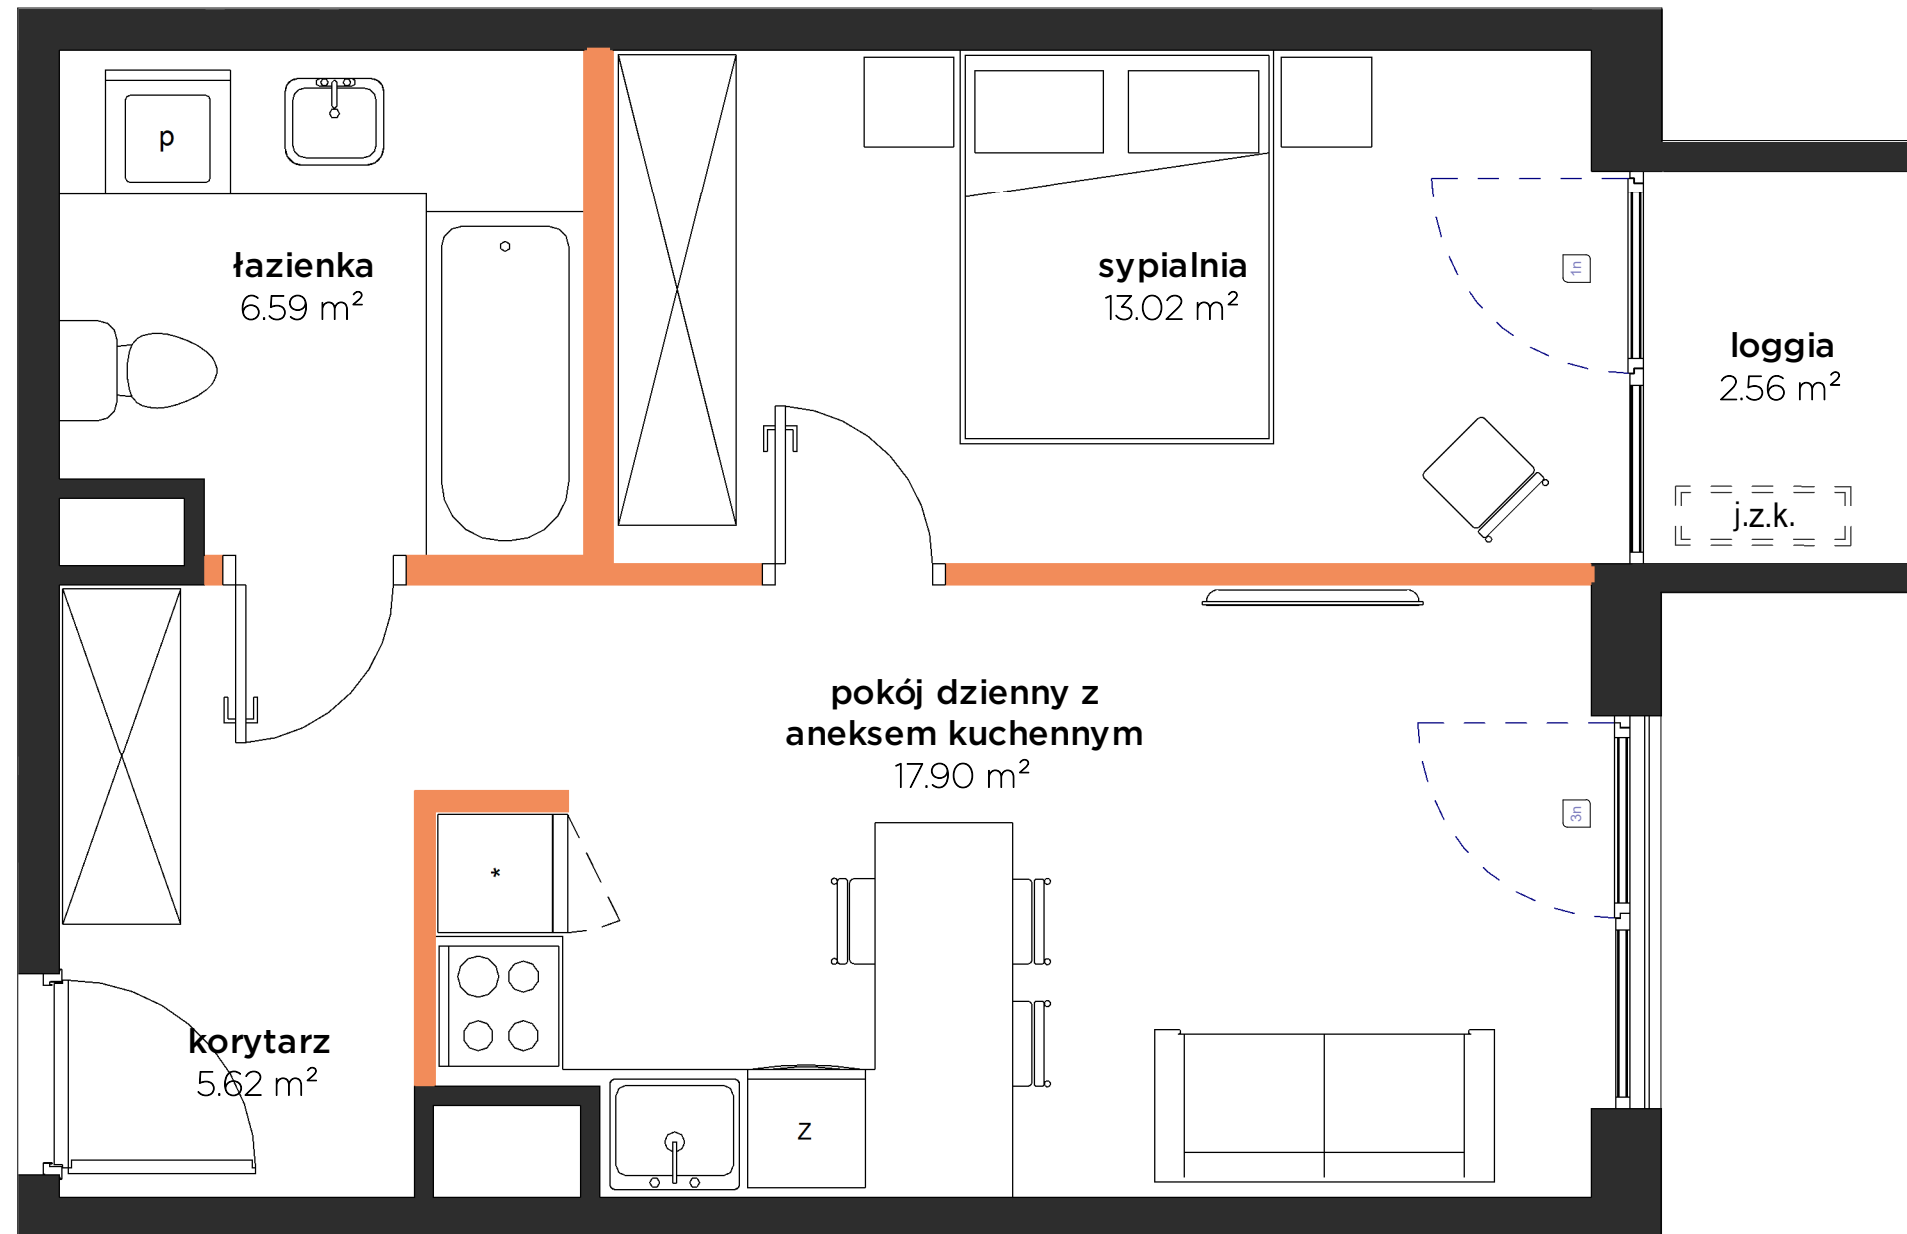 p
łazienka
6.59 m²
sypialnia
13.02 m²
1n
loggia
2.56 m²
j.z.k.
pokój dzienny z
aneksem kuchennym
17.90 m²
3n
*
korytarz
5.62 m²
Z